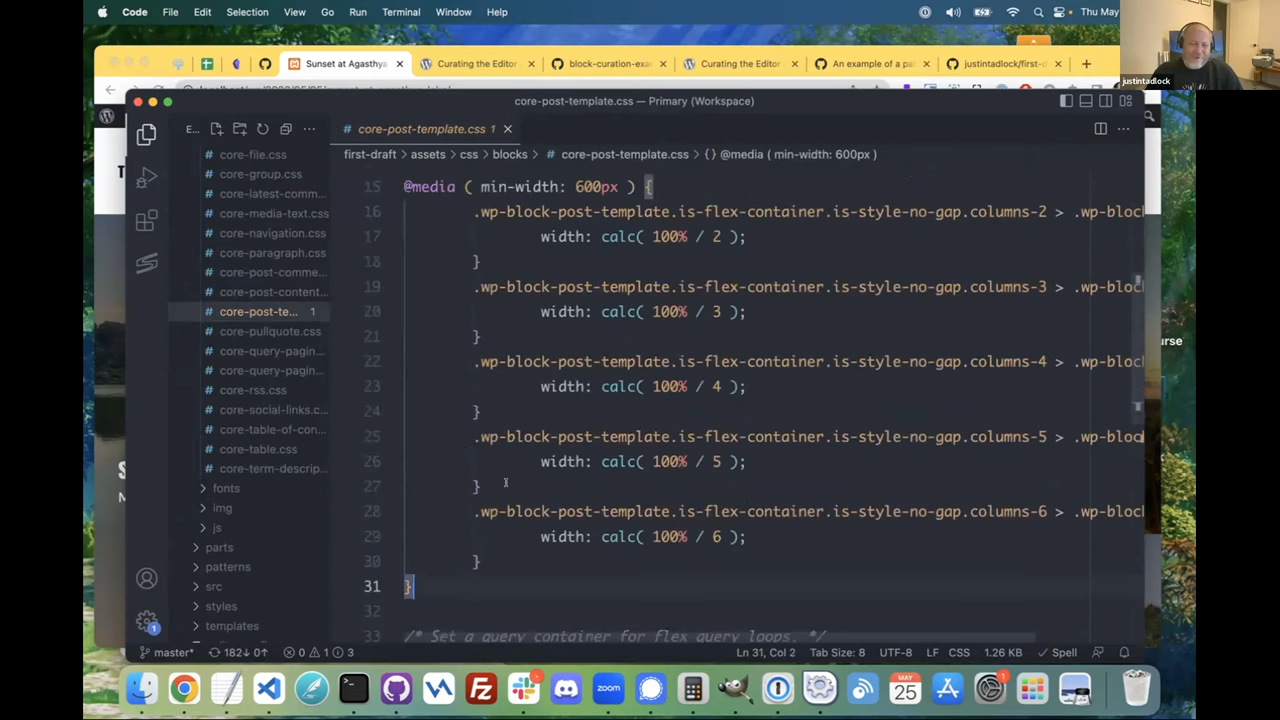 Code File Edit Selection View Go Run Terminal Window Help Thu May
justintadlock
Sunset at Agasthya Curating the Editor block-curation-exa Curating the Editor An example of a pa justintadlock/first-d
core-post-template.css — Primary (Workspace)
E... core-post-template.css 1
first-draft > assets > css > blocks > # core-post-template.css > {} @media ( min-width: 600px )
# core-file.css
# core-group.css
# core-latest-comm...
# core-media-text.css
# core-navigation.css
# core-paragraph.css
# core-post-comme...
# core-post-content...
# core-post-te... 1
# core-pullquote.css
# core-query-pagin...
# core-query-pagin...
# core-rss.css
# core-social-links.c...
# core-table-of-con...
# core-table.css
# core-term-descrip...
> fonts
> img
> js
> parts
> patterns
> src
> styles
> templates
15 @media ( min-width: 600px ) {
16 .wp-block-post-template.is-flex-container.is-style-no-gap.columns-2 > .wp-bloc
17 width: calc( 100% / 2 );
18 }
19 .wp-block-post-template.is-flex-container.is-style-no-gap.columns-3 > .wp-bloc
20 width: calc( 100% / 3 );
21 }
22 .wp-block-post-template.is-flex-container.is-style-no-gap.columns-4 > .wp-bloc
23 width: calc( 100% / 4 );
24 }
25 .wp-block-post-template.is-flex-container.is-style-no-gap.columns-5 > .wp-bloc
26 width: calc( 100% / 5 );
27 }
28 .wp-block-post-template.is-flex-container.is-style-no-gap.columns-6 > .wp-bloc
29 width: calc( 100% / 6 );
30 }
31 }
32
33 /* Set a query container for flex query loops. */
urse
master* 182↓ 0↑ 0 1 3 Ln 31, Col 2 Tab Size: 8 UTF-8 LF CSS 1.26 KB Spell
zoom
MAY
25
1